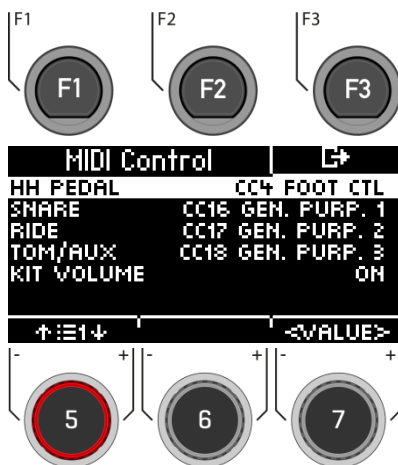 F1 F2 F3
F1 F2 F3
MIDI Control
HH PEDAL CC4 FOOT CTL
SNARE CC16 GEN. PURP. 1
RIDE CC17 GEN. PURP. 2
TOM/AUX CC18 GEN. PURP. 3
KIT VOLUME ON
↑ 1↓ <VALUE>
- + - + - +
5 6 7